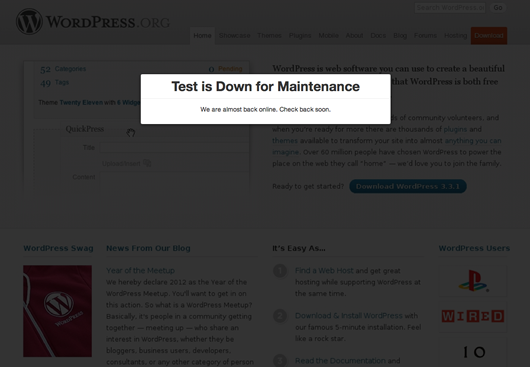 WORDPRESS.ORG
Search WordPress.org
Go
Home Showcase Themes Plugins Mobile About Docs Blog Forums Hosting Download
52 Categories
49 Tags
Theme Twenty Eleven with 6 Widge
QuickPress
Title
Upload/Insert
Content
WordPress is web software you can use to create a beautiful
that WordPress is both free
Test is Down for Maintenance
We are almost back online. Check back soon.
ds of community volunteers, and
when you're ready for more there are thousands of plugins and
themes available to transform your site into almost anything you can
imagine. Over 60 million people have chosen WordPress to power the
place on the web they call "home" — we'd love you to join the family.
Ready to get started? Download WordPress 3.3.1
WordPress Swag
News From Our Blog
Year of the Meetup
We hereby declare 2012 as the Year of the
WordPress Meetup. You'll want to get in on
this action. So what is a WordPress Meetup?
Basically, it's people in a community getting
together — meeting up — who share an
interest in WordPress, whether they be
bloggers, business users, developers,
consultants, or any other category of person
It's Easy As...
1 Find a Web Host and get great
hosting while supporting WordPress at
the same time.
2 Download & Install WordPress with
our famous 5-minute installation. Feel
like a rock star.
3 Read the Documentation and
WordPress Users
WIRED
10